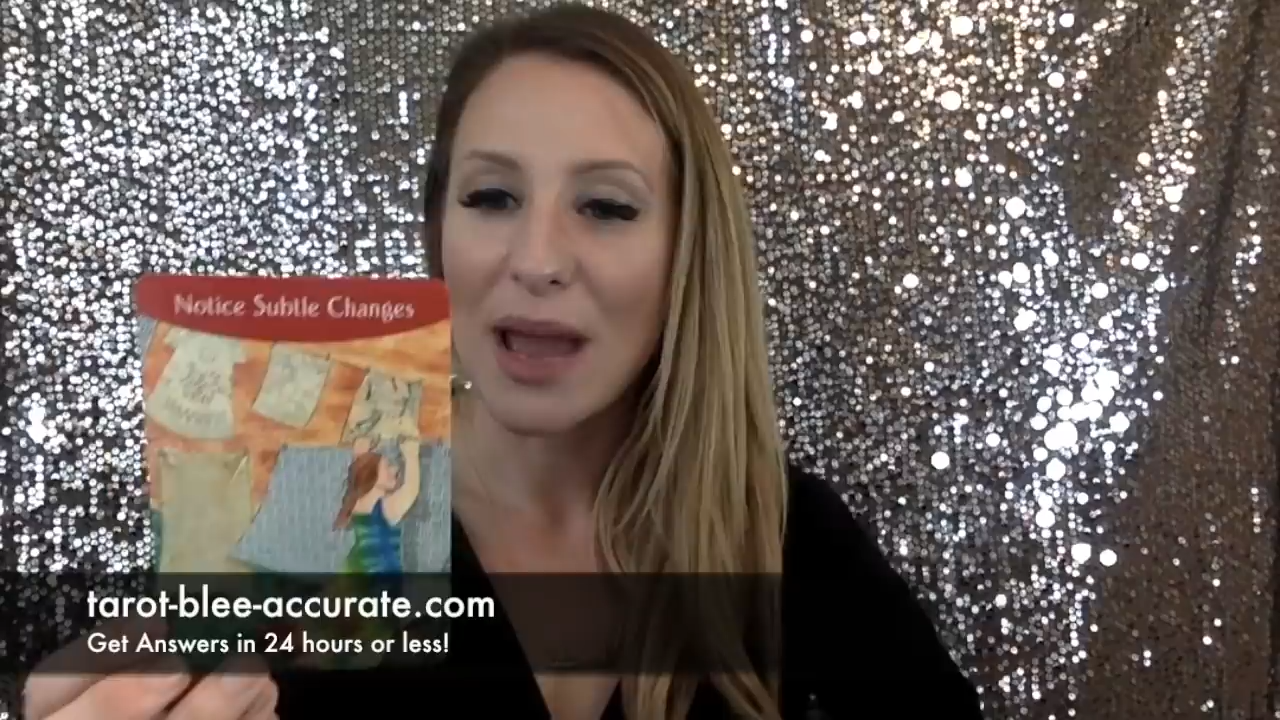 Notice Subtle Changes
tarot-blee-accurate.com
Get Answers in 24 hours or less!